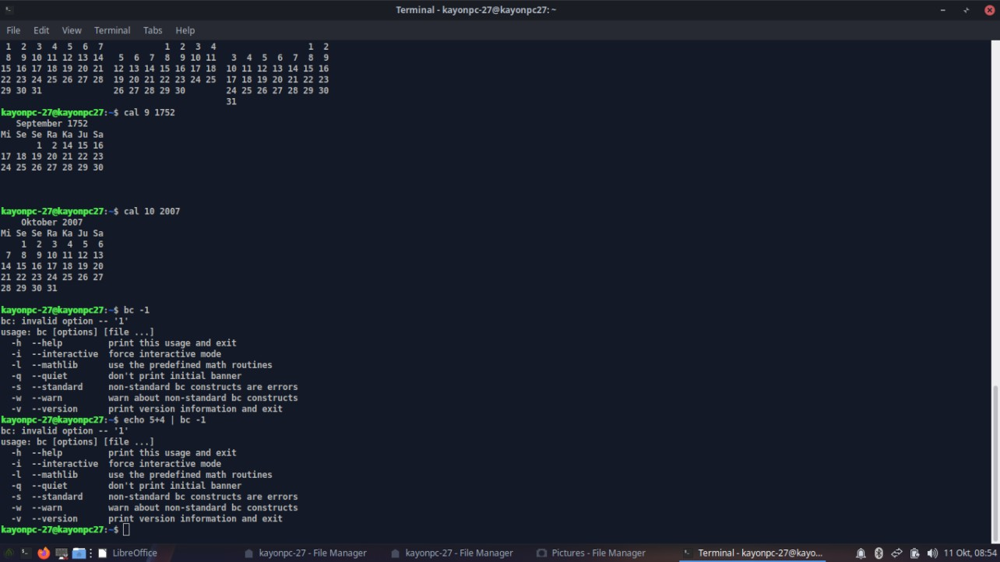 Terminal - kayonpc-27@kayonpc27: ~
File Edit View Terminal Tabs Help
 1  2  3  4  5  6  7            1  2  3  4                  1  2
 8  9 10 11 12 13 14   5  6  7  8  9 10 11   3  4  5  6  7  8  9
15 16 17 18 19 20 21  12 13 14 15 16 17 18  10 11 12 13 14 15 16
22 23 24 25 26 27 28  19 20 21 22 23 24 25  17 18 19 20 21 22 23
29 30 31              26 27 28 29 30        24 25 26 27 28 29 30
                                            31
kayonpc-27@kayonpc27:~$ cal 9 1752
   September 1752
Mi Se Se Ra Ka Ju Sa
       1  2 14 15 16
17 18 19 20 21 22 23
24 25 26 27 28 29 30
kayonpc-27@kayonpc27:~$ cal 10 2007
    Oktober 2007
Mi Se Se Ra Ka Ju Sa
    1  2  3  4  5  6
 7  8  9 10 11 12 13
14 15 16 17 18 19 20
21 22 23 24 25 26 27
28 29 30 31
kayonpc-27@kayonpc27:~$ bc -1
bc: invalid option -- '1'
usage: bc [options] [file ...]
  -h  --help         print this usage and exit
  -i  --interactive  force interactive mode
  -l  --mathlib      use the predefined math routines
  -q  --quiet        don't print initial banner
  -s  --standard     non-standard bc constructs are errors
  -w  --warn         warn about non-standard bc constructs
  -v  --version      print version information and exit
kayonpc-27@kayonpc27:~$ echo 5+4 | bc -1
bc: invalid option -- '1'
usage: bc [options] [file ...]
  -h  --help         print this usage and exit
  -i  --interactive  force interactive mode
  -l  --mathlib      use the predefined math routines
  -q  --quiet        don't print initial banner
  -s  --standard     non-standard bc constructs are errors
  -w  --warn         warn about non-standard bc constructs
  -v  --version      print version information and exit
kayonpc-27@kayonpc27:~$
LibreOffice kayonpc-27 - File Manager kayonpc-27 - File Manager Pictures - File Manager Terminal - kayonpc-27@kayo... 11 Okt, 08:54